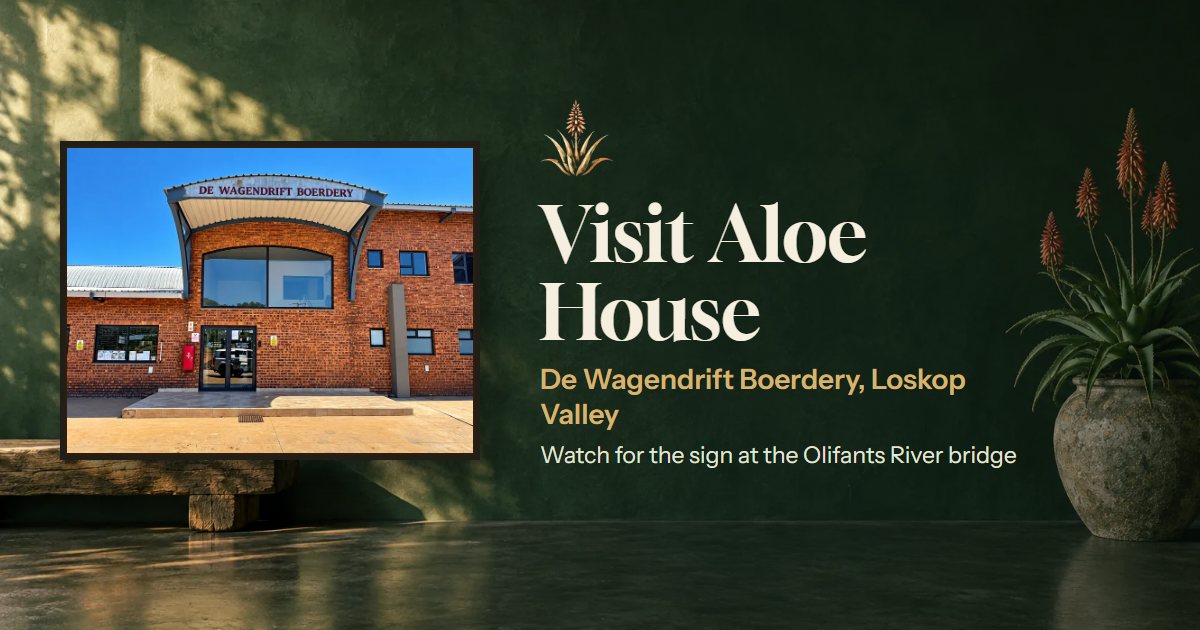 DE WAGENDRIFT BOERDERY
Visit Aloe
House
De Wagendrift Boerdery, Loskop
Valley
Watch for the sign at the Olifants River bridge